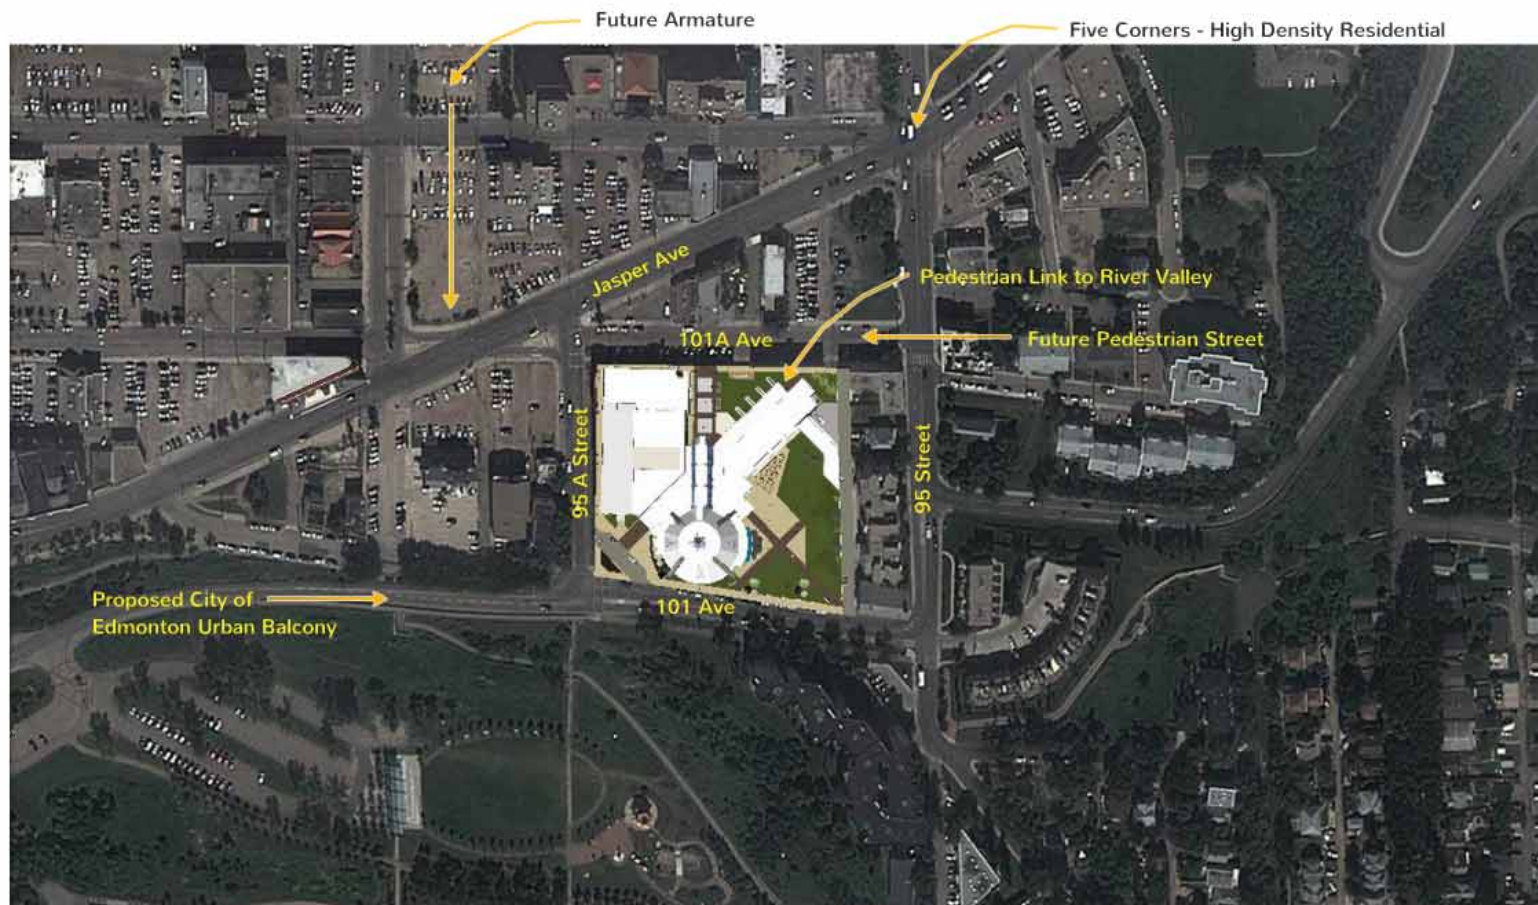 Future Armature
Five Corners - High Density Residential
Jasper Ave
Pedestrian Link to River Valley
101A Ave
Future Pedestrian Street
95 A Street
95 Street
Proposed City of
Edmonton Urban Balcony
101 Ave